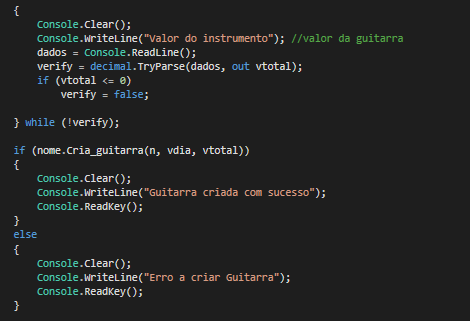 {
    Console.Clear();
    Console.WriteLine("Valor do instrumento"); //valor da guitarra
    dados = Console.ReadLine();
    verify = decimal.TryParse(dados, out vtotal);
    if (vtotal <= 0)
        verify = false;

} while (!verify);

if (nome.Cria_guitarra(n, vdia, vtotal))
{
    Console.Clear();
    Console.WriteLine("Guitarra criada com sucesso");
    Console.ReadKey();
}
else
{
    Console.Clear();
    Console.WriteLine("Erro a criar Guitarra");
    Console.ReadKey();
}